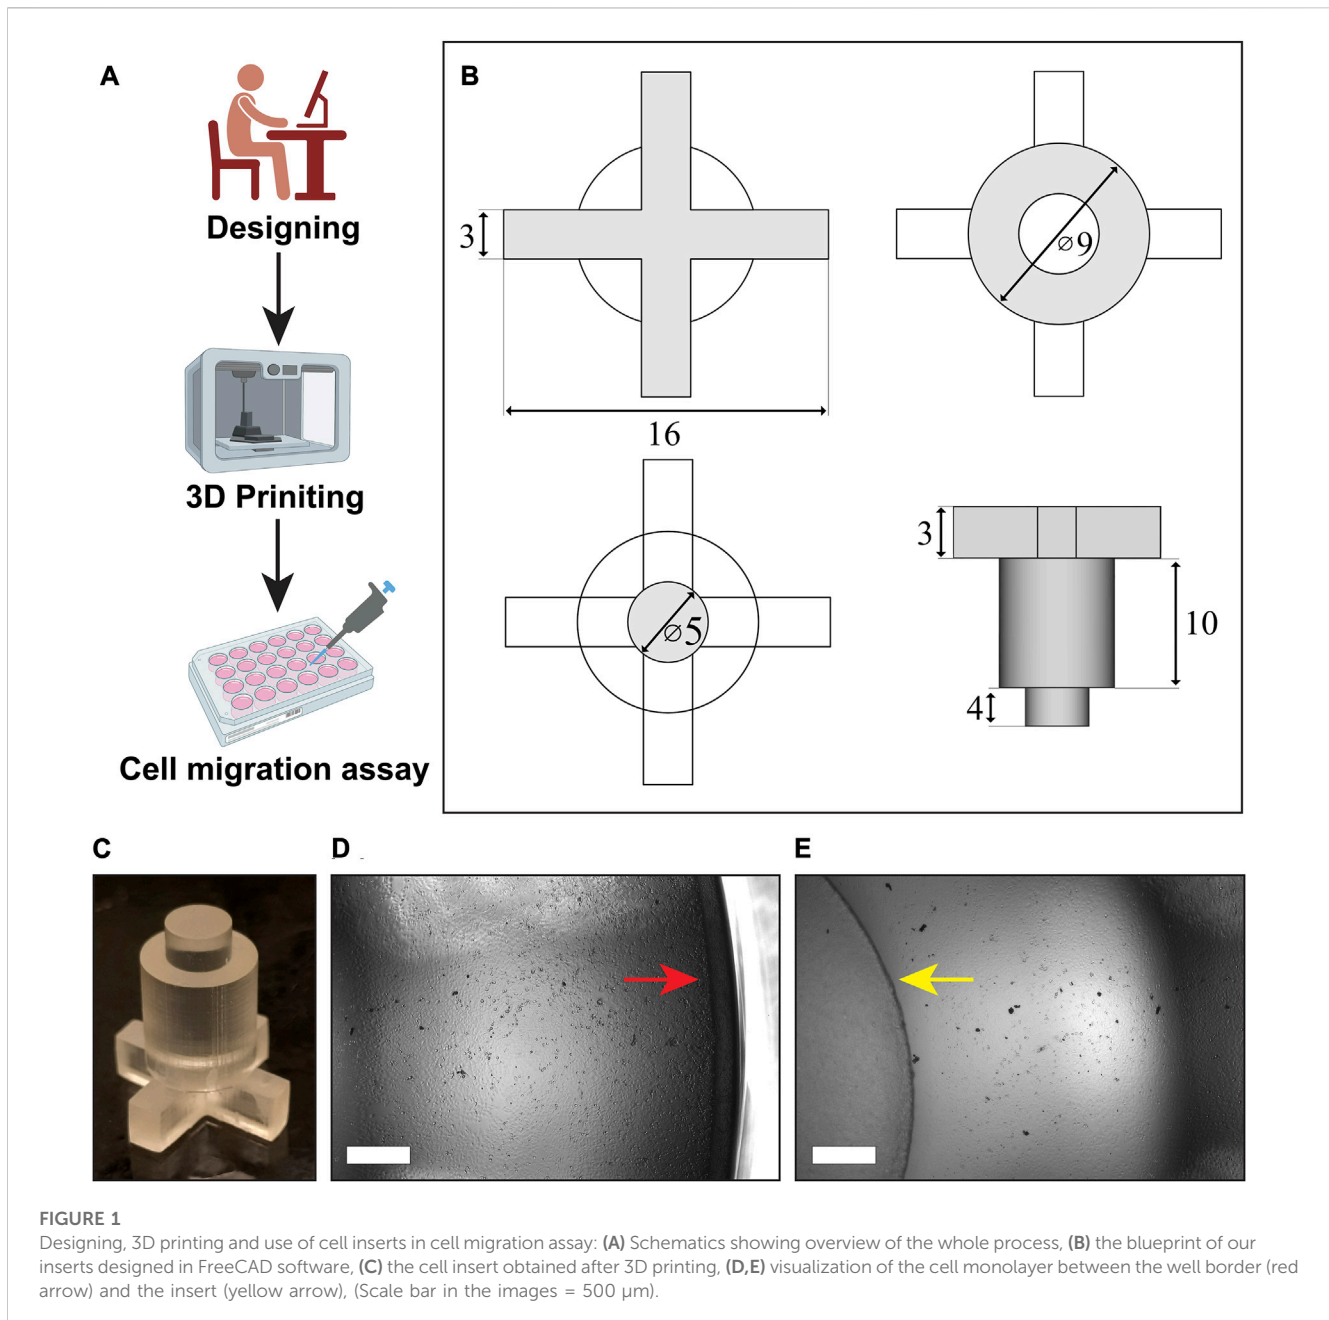 A
Designing
3D Priniting
Cell migration assay
B
3
16
⌀9
⌀5
3
10
4
C
D
E
FIGURE 1
Designing, 3D printing and use of cell inserts in cell migration assay: (A) Schematics showing overview of the whole process, (B) the blueprint of our
inserts designed in FreeCAD software, (C) the cell insert obtained after 3D printing, (D,E) visualization of the cell monolayer between the well border (red
arrow) and the insert (yellow arrow), (Scale bar in the images = 500 μm).